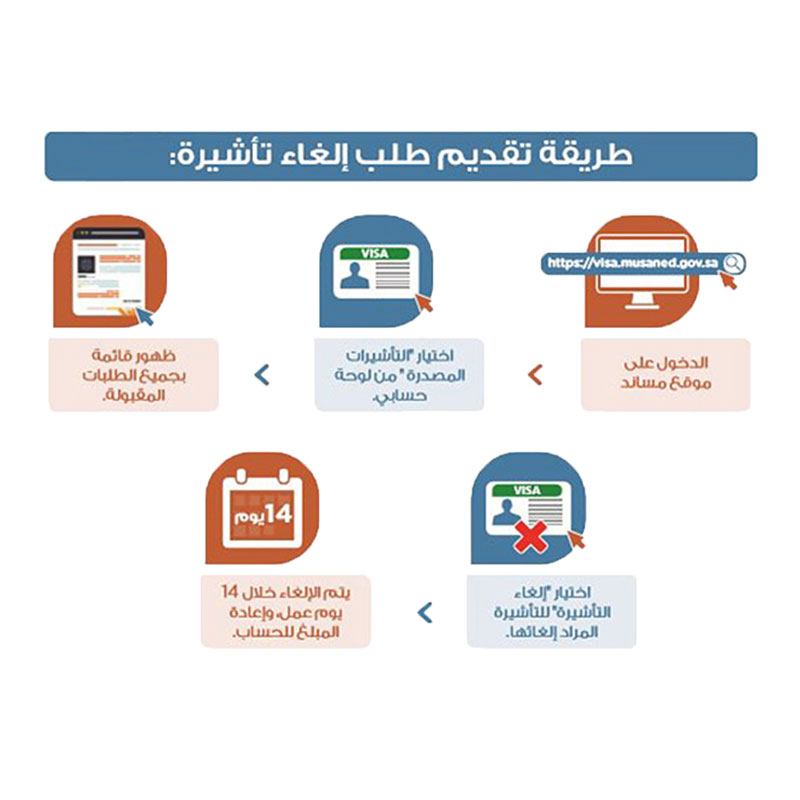 طريقة تقديم طلب إلغاء تأشيرة:
https://visa.musaned.gov.sa
الدخول على
موقع مساند
VISA
اختيار "التأشيرات
المصدرة" من لوحة
حسابي.
ظهور قائمة
بجميع الطلبات
المقبولة.
VISA
اختيار "إلغاء
التأشيرة" للتأشيرة
المراد إلغائها.
14 يوم
يتم الإلغاء خلال 14
يوم عمل، وإعادة
المبلغ للحساب.